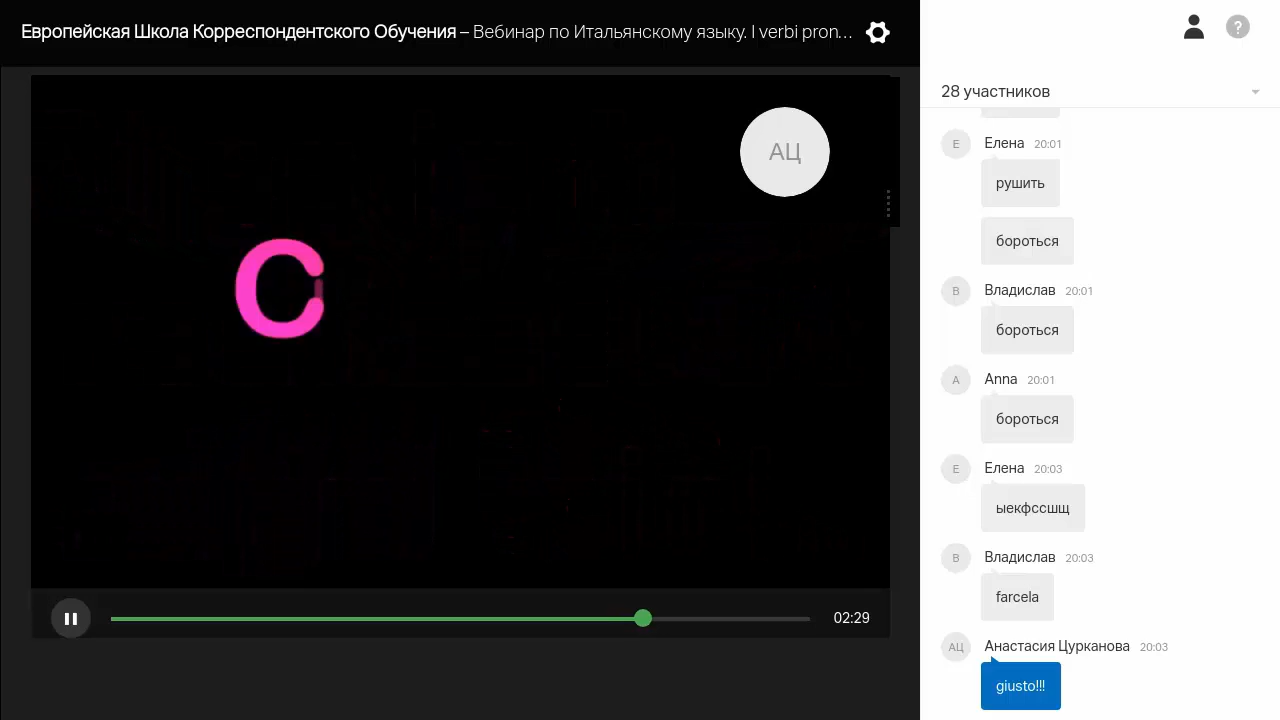 Европейская Школа Корреспондентского Обучения – Вебинар по Итальянскому языку. I verbi pron...
28 участников
АЦ
C
02:29
E Елена 20:01
рушить
бороться
В Владислав 20:01
бороться
A Anna 20:01
бороться
E Елена 20:03
ыекфссшщ
В Владислав 20:03
farcela
АЦ Анастасия Цурканова 20:03
giusto!!!